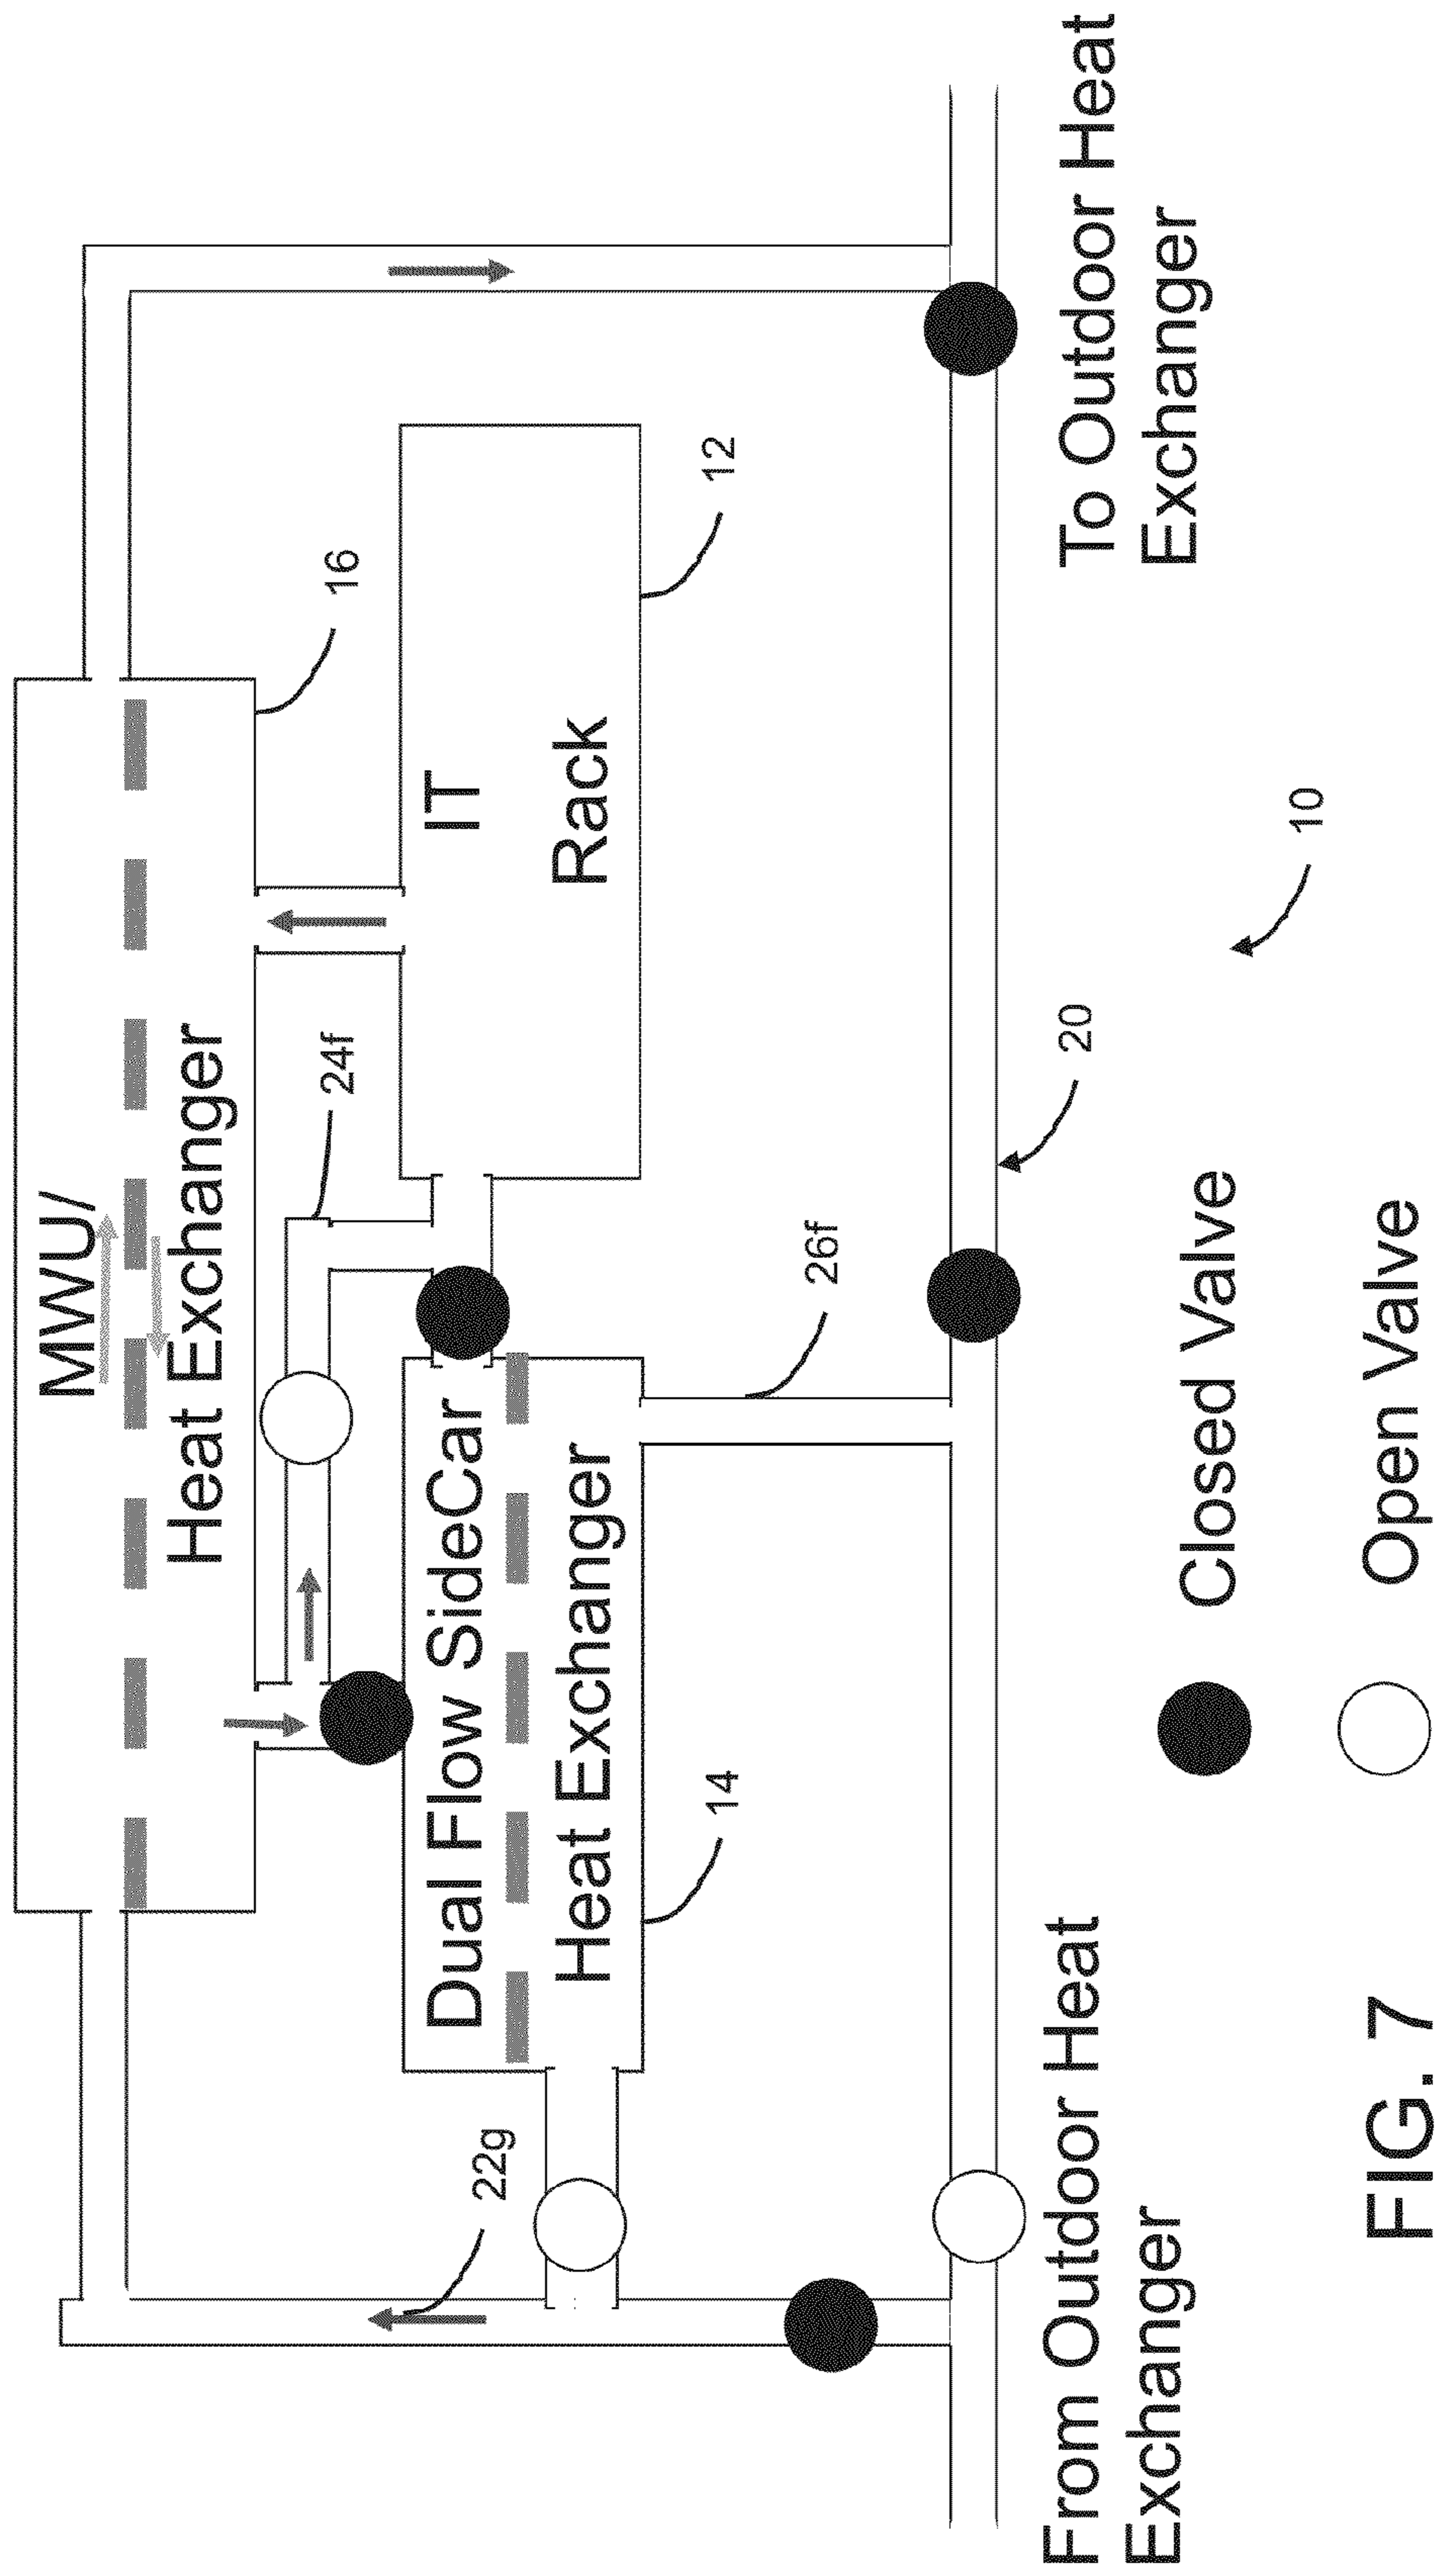 MWU/
Heat Exchanger
16
24f
IT
Rack
12
22g
Dual Flow SideCar
Heat Exchanger
14
26f
20
From Outdoor Heat
Exchanger
To Outdoor Heat
Exchanger
10
Closed Valve
Open Valve
FIG. 7